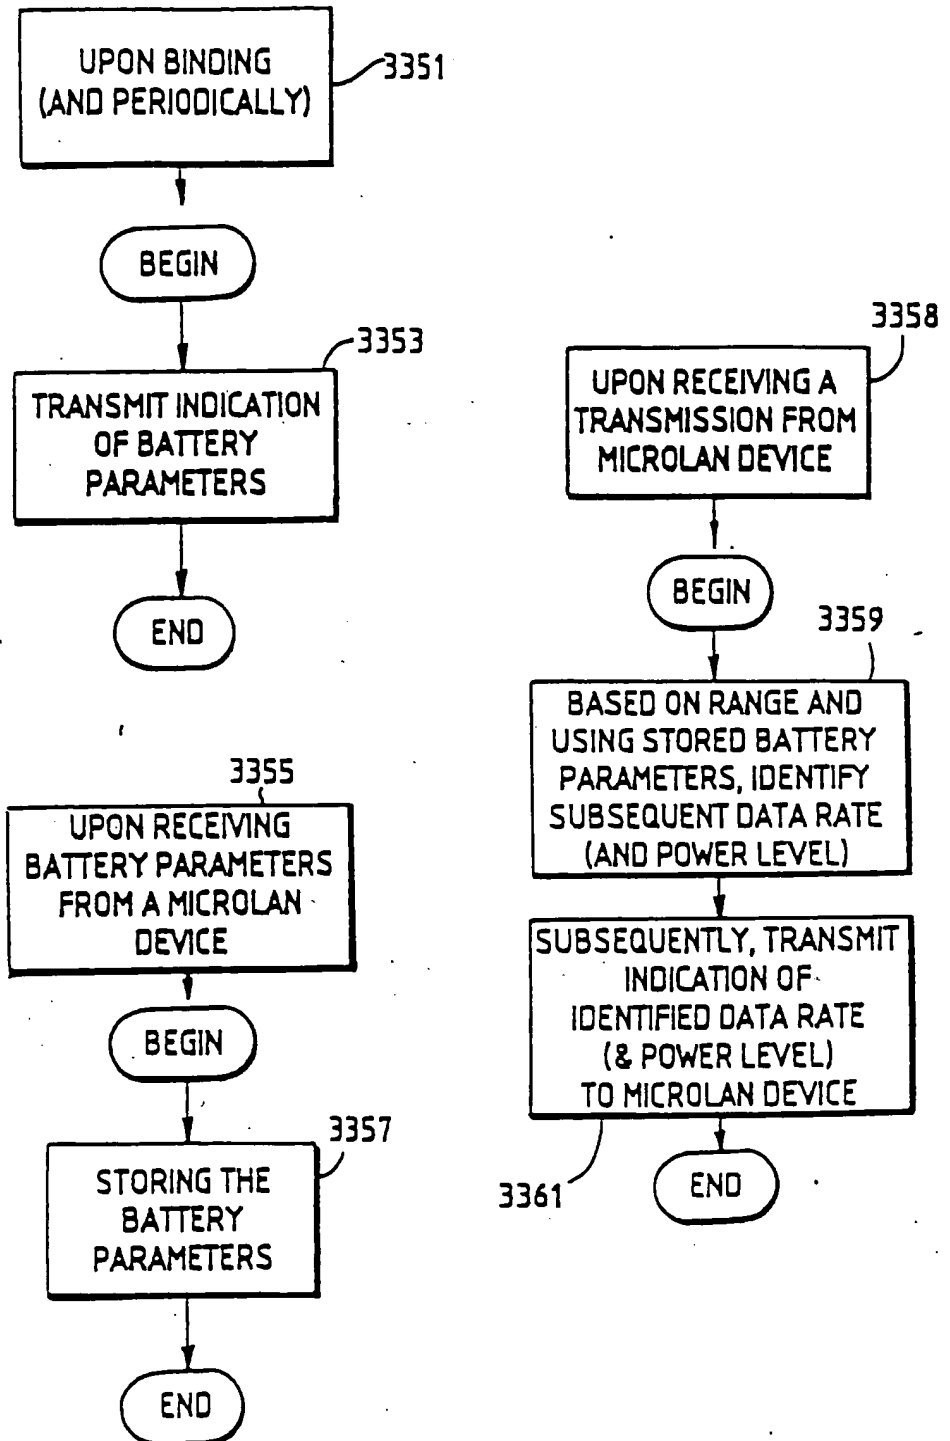 UPON BINDING
(AND PERIODICALLY)
3351
BEGIN
3353
TRANSMIT INDICATION
OF BATTERY
PARAMETERS
END
3355
UPON RECEIVING
BATTERY PARAMETERS
FROM A MICROLAN
DEVICE
BEGIN
3357
STORING THE
BATTERY
PARAMETERS
END
3358
UPON RECEIVING A
TRANSMISSION FROM
MICROLAN DEVICE
BEGIN
3359
BASED ON RANGE AND
USING STORED BATTERY
PARAMETERS, IDENTIFY
SUBSEQUENT DATA RATE
(AND POWER LEVEL)
SUBSEQUENTLY, TRANSMIT
INDICATION OF
IDENTIFIED DATA RATE
(& POWER LEVEL)
TO MICROLAN DEVICE
3361
END